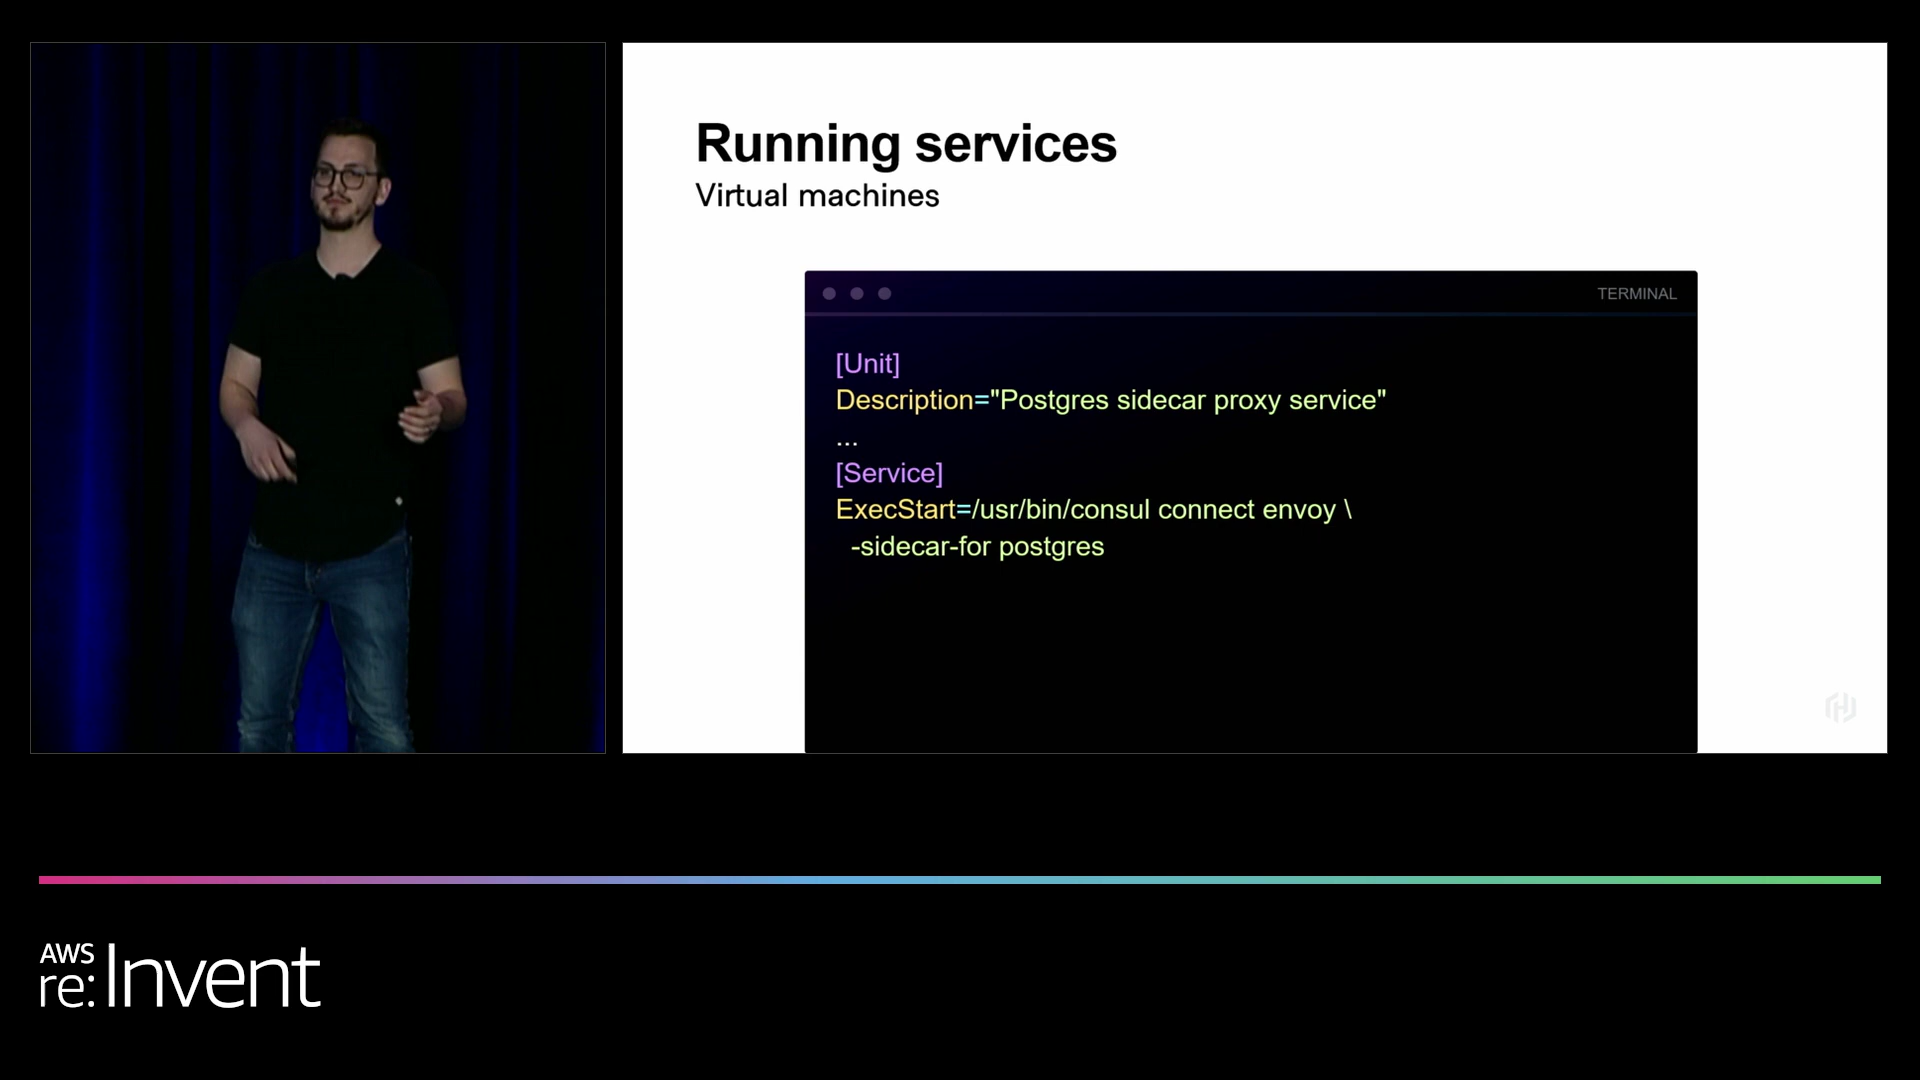 Running services
Virtual machines
TERMINAL
[Unit]
Description="Postgres sidecar proxy service"
...
[Service]
ExecStart=/usr/bin/consul connect envoy \
-sidecar-for postgres
AWS
re:Invent